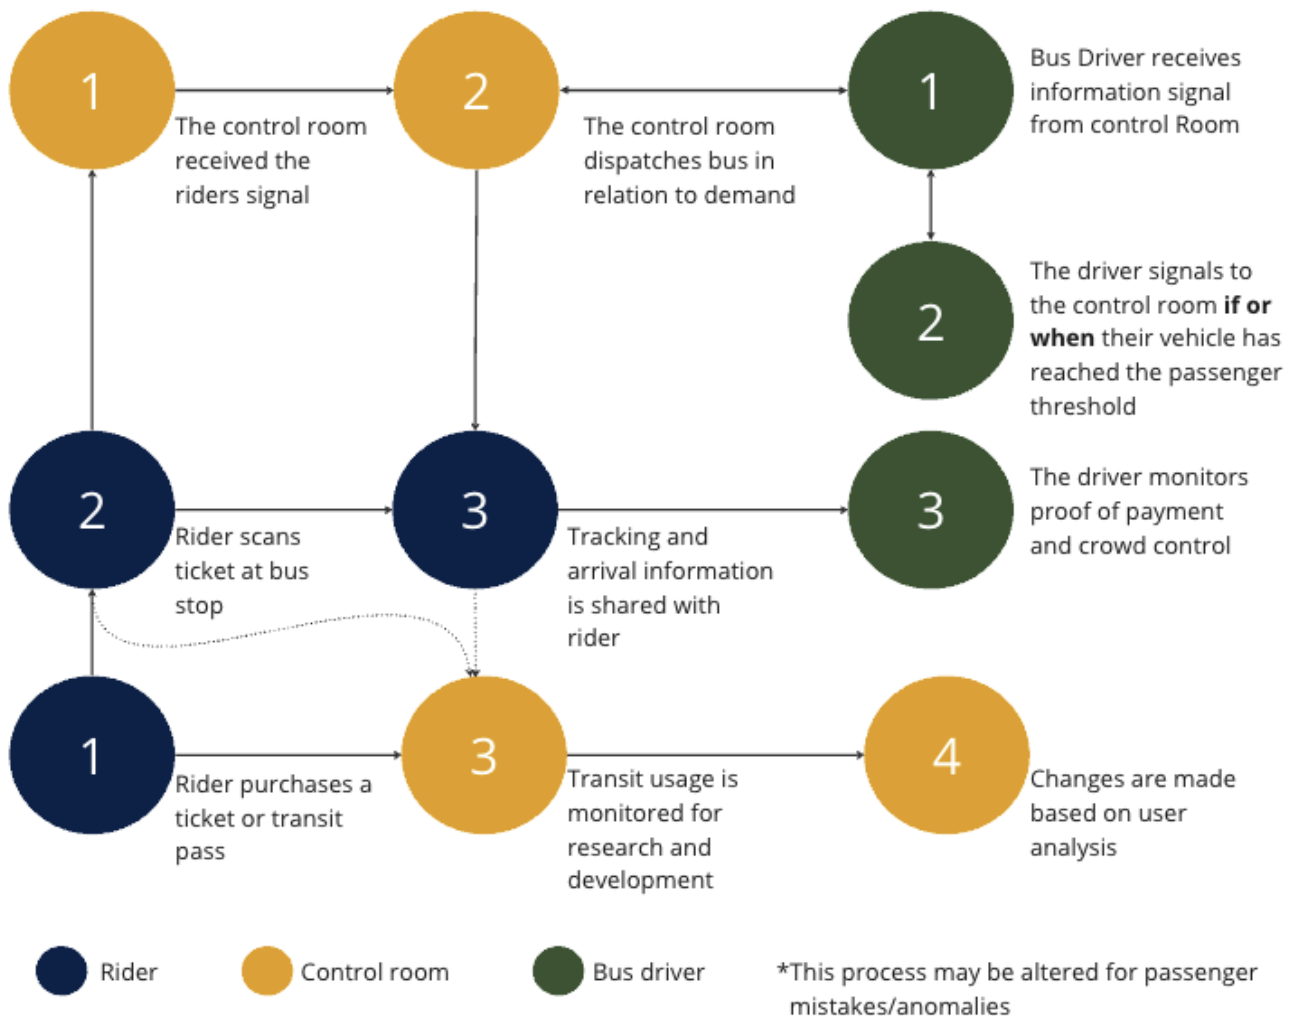 1
The control room
received the
riders signal
2
The control room
dispatches bus in
relation to demand
1
Bus Driver receives
information signal
from control Room
2
The driver signals to
the control room if or
when their vehicle has
reached the passenger
threshold
2
Rider scans
ticket at bus
stop
3
Tracking and
arrival information
is shared with
rider
3
The driver monitors
proof of payment
and crowd control
1
Rider purchases a
ticket or transit
pass
3
Transit usage is
monitored for
research and
development
4
Changes are made
based on user
analysis
Rider
Control room
Bus driver
*This process may be altered for passenger
mistakes/anomalies